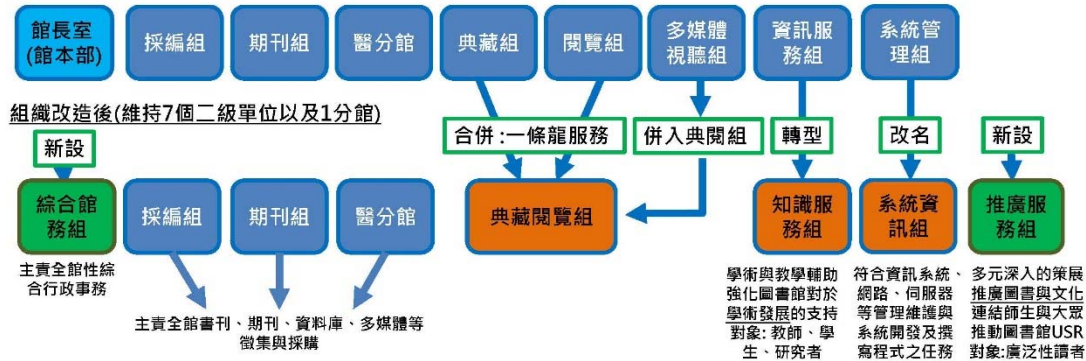 館長室
(館本部)
採編組
期刊組
醫分館
典藏組
閱覽組
多媒體
視聽組
資訊服
務組
系統管
理組
組織改造後(維持7個二級單位以及1分館)
新設
合併:一條龍服務
併入典閱組
轉型
改名
新設
綜合館
務組
採編組
期刊組
醫分館
典藏閱覽組
知識服
務組
系統資
訊組
推廣服
務組
主責全館性綜
合行政事務
主責全館書刊、期刊、資料庫、多媒體等
徵集與採購
學術與教學輔助
強化圖書館對於
學術發展的支持
對象: 教師、學
生、研究者
符合資訊系統、
網路、伺服器
等管理維護與
系統開發及撰
寫程式之任務
多元深入的策展
推廣圖書與文化
連結師生與大眾
推動圖書館USR
對象:廣泛性讀者